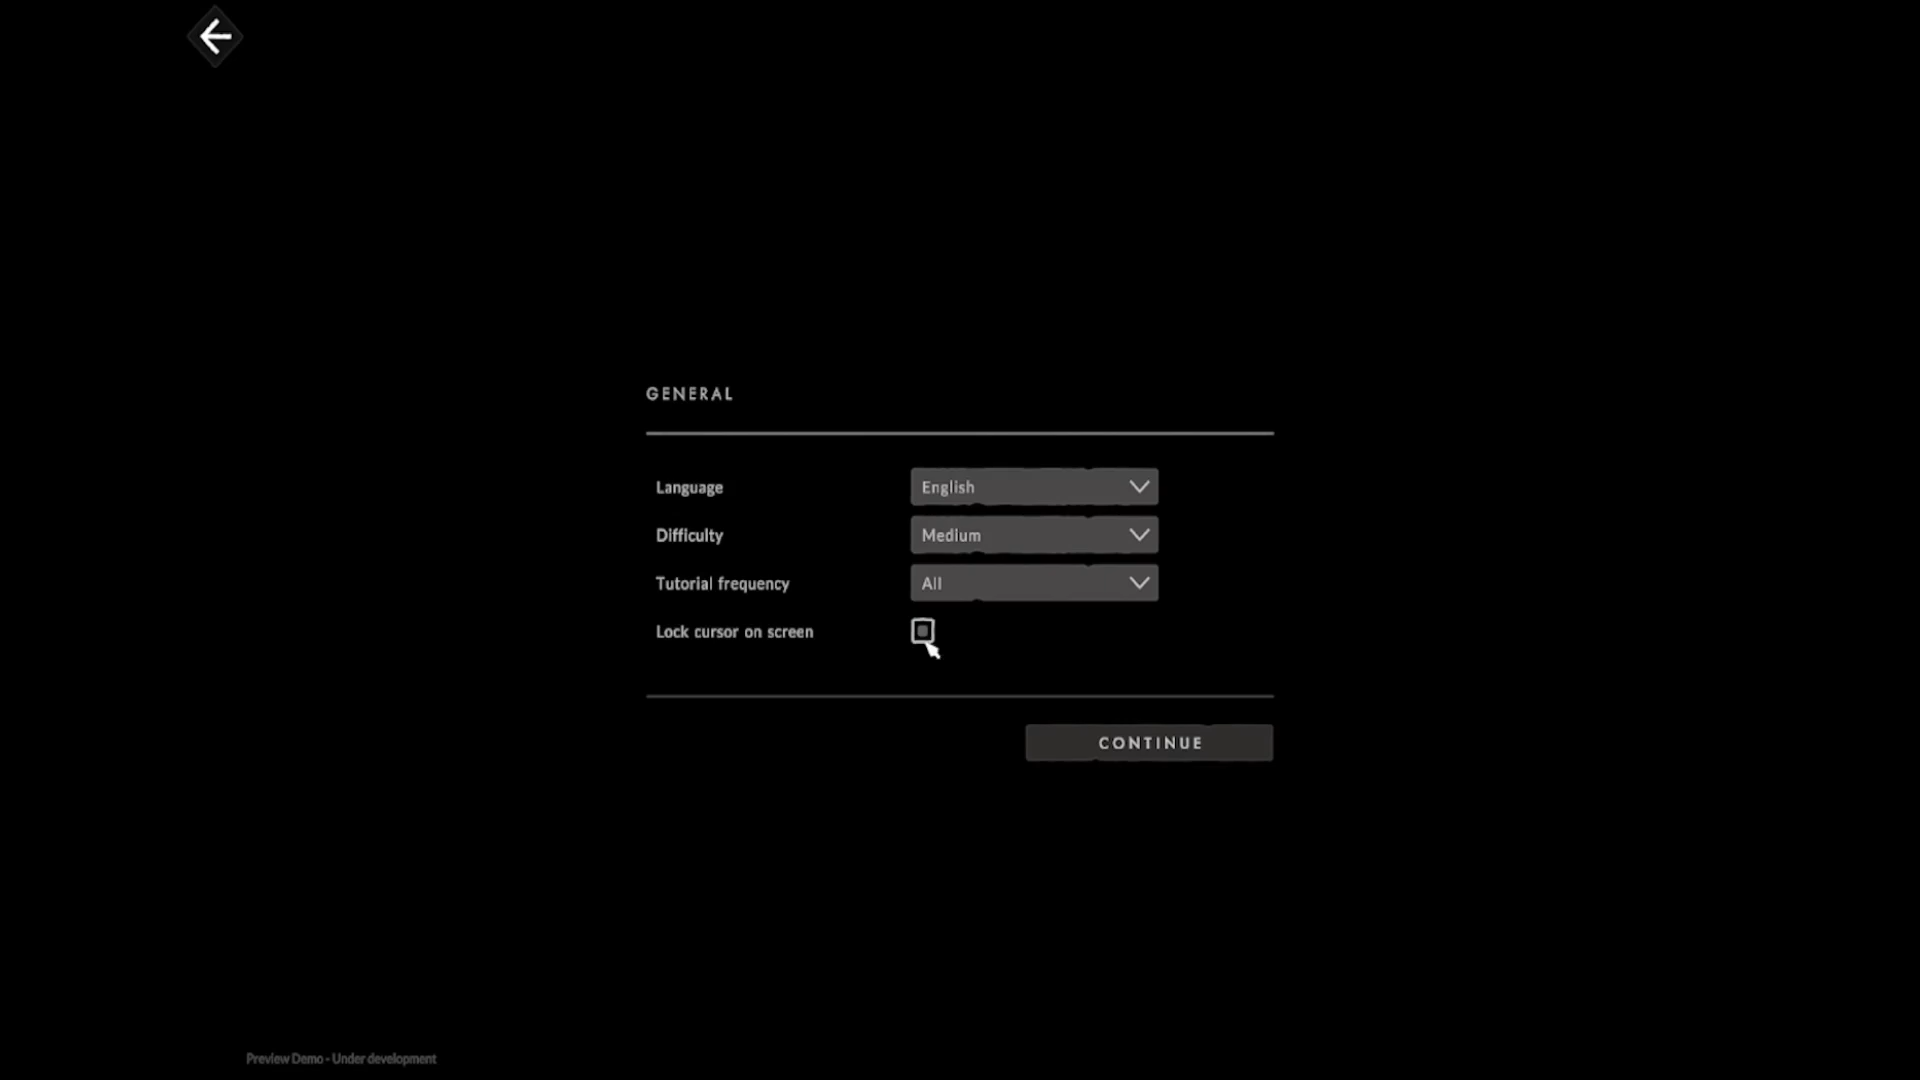 GENERAL
Language
English
Difficulty
Medium
Tutorial frequency
All
Lock cursor on screen
CONTINUE
Preview Demo - Under development